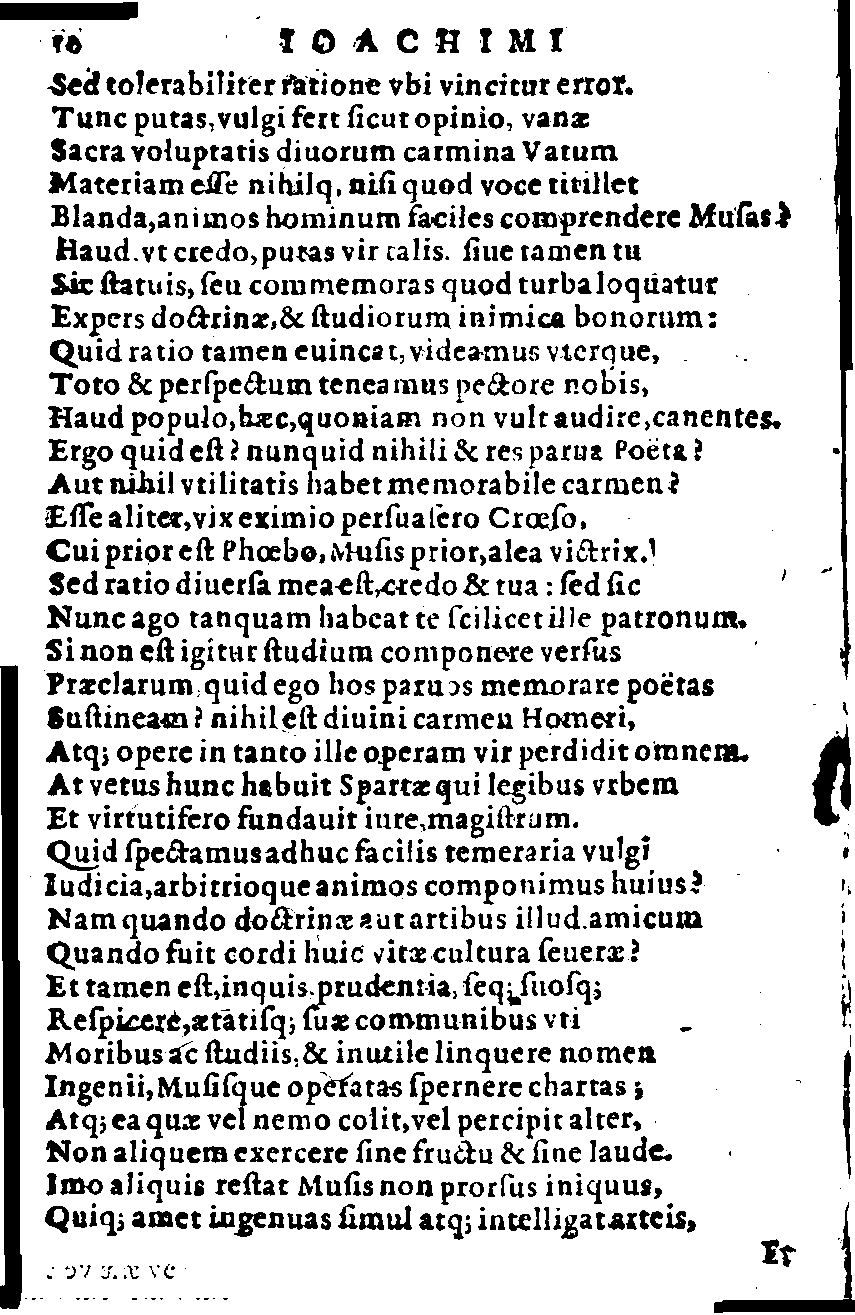 10 IOACHIMI
Sed tolerabiliter ratione vbi vincitur error.
Tunc putas, vulgi fert ſicut opinio, vanæ
Sacra voluptatis diuorum carmina Vatum
Materiam eſſe nihilq, niſi quod voce titillet
Blanda, animos hominum faciles comprendere Muſas?
Haud. vt credo, putas vir talis. ſiue tamen tu
Sic ſtatuis, ſeu commemoras quod turba loquatur
Expers doctrinæ, & ſtudiorum inimica bonorum:
Quid ratio tamen euincat, videamus vterque,
Toto & perſpectum teneamus pectore nobis,
Haud populo, hæc, quoniam non vult audire, canentes.
Ergo quid eſt? nunquid nihili & res parua Poëta?
Aut nihil vtilitatis habet memorabile carmen?
Eſſe aliter, vix eximio perſuaſero Crœſo,
Cui prior eſt Phœbo, Muſis prior, alea victrix.
Sed ratio diuerſa mea eſt, credo & tua: ſed ſic
Nunc ago tanquam habeat te ſcilicet ille patronum.
Si non eſt igitur ſtudium componere verſus
Præclarum, quid ego hos paruos memorare poëtas
Suſtineam? nihil eſt diuini carmen Homeri,
Atq; opere in tanto ille operam vir perdidit omnem.
At vetus hunc habuit Spartæ qui legibus vrbem
Et virtutifero fundauit iure, magiſtrum.
Quid ſpectamus adhuc facilis temeraria vulgi
Iudicia, arbitrioque animos componimus huius?
Nam quando doctrinæ aut artibus illud. amicum
Quando fuit cordi huic vitæ cultura ſeueræ?
Et tamen eſt, inquis. prudentia, ſeq; ſuoſq;
Reſpicere, ætatiſq; ſuæ communibus vti
Moribus ac ſtudiis, & inutile linquere nomen
Ingenii, Muſiſque operatas ſpernere chartas;
Atq; ea quæ vel nemo colit, vel percipit alter,
Non aliquem exercere ſine fructu & ſine laude.
Imo aliquis reſtat Muſis non prorſus iniquus,
Quiq; amet ingenuas ſimul atq; intelligat arteis,
Et